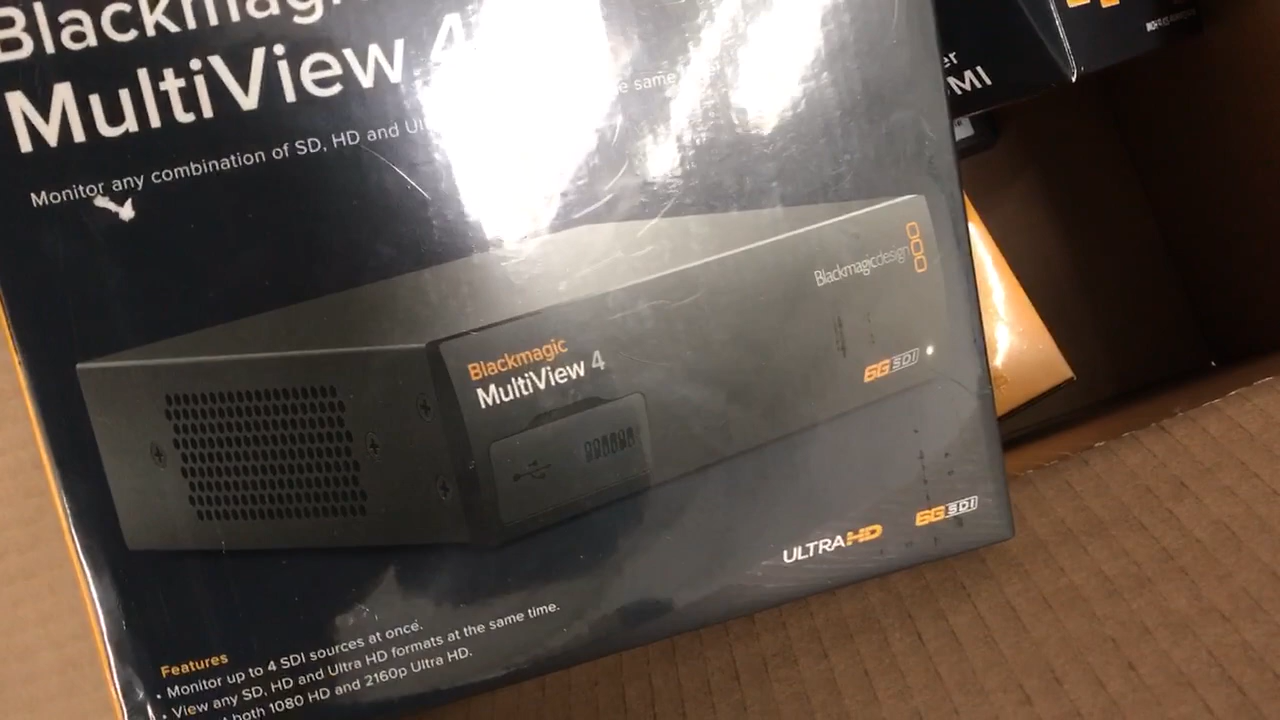 Blackmagic
MultiView 4
e same
Monitor any combination of SD, HD and
er
MI
Blackmagicdesign
Blackmagic
MultiView 4
6G SDI
6G SDI
ULTRAHD
Features
• Monitor up to 4 SDI sources at once.
• View any SD, HD and Ultra HD formats at the same time.
both 1080 HD and 2160p Ultra HD.